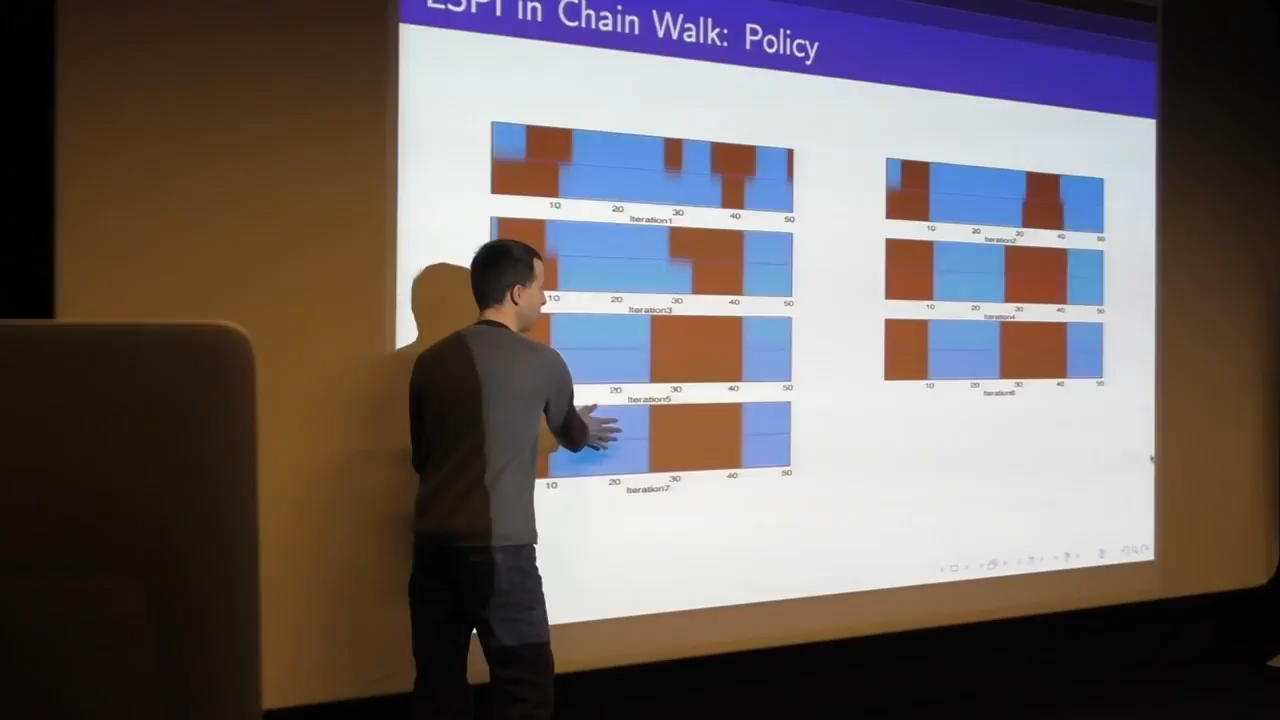 LSPI in Chain Walk: Policy
10 20 30 40 50
Iteration1
10 20 30 40 50
Iteration2
10 20 30 40 50
Iteration3
10 20 30 40 50
Iteration4
20 30 40 50
Iteration5
10 20 30 40 50
Iteration6
10 20 30 40 50
Iteration7